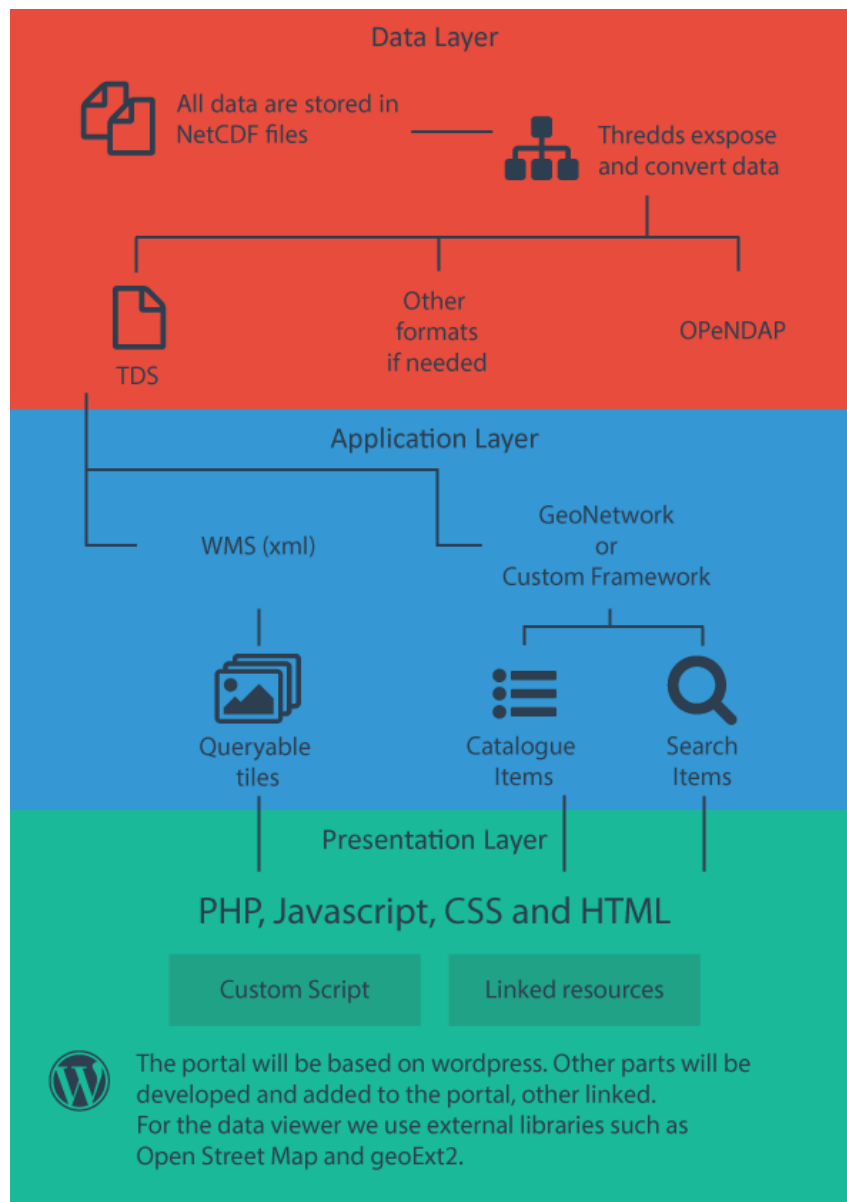 Data Layer
All data are stored in
NetCDF files
Thredds exspose
and convert data
TDS
Other
formats
if needed
OPeNDAP
Application Layer
WMS (xml)
GeoNetwork
or
Custom Framework
Queryable
tiles
Catalogue
Items
Search
Items
Presentation Layer
PHP, Javascript, CSS and HTML
Custom Script
Linked resources
The portal will be based on wordpress. Other parts will be
developed and added to the portal, other linked.
For the data viewer we use external libraries such as
Open Street Map and geoExt2.